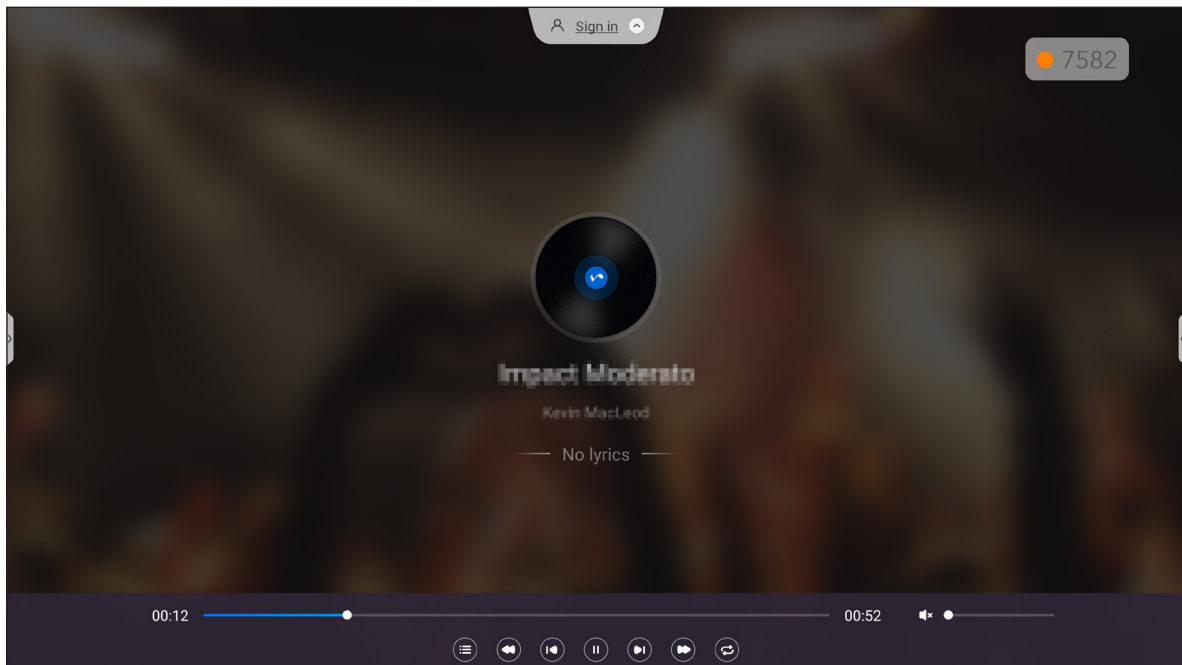 Sign in
7582
Impact Moderato
Kevin MacLeod
No lyrics
00:12
00:52